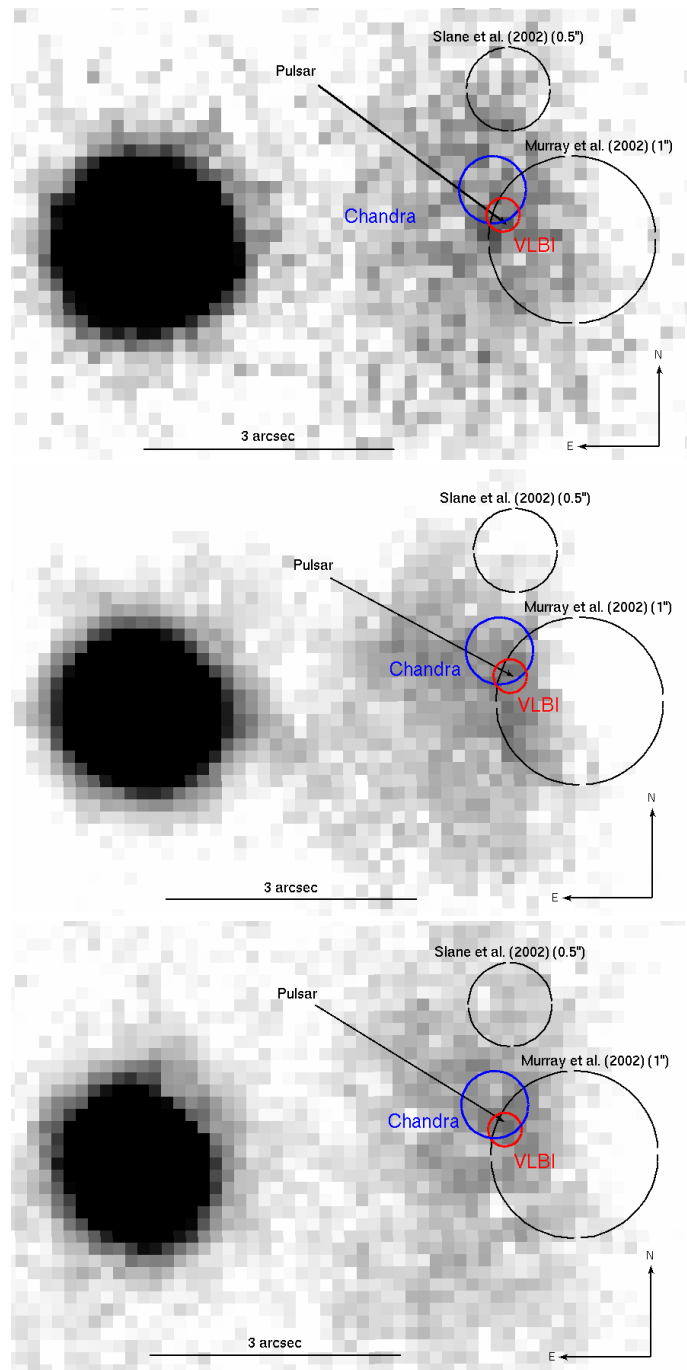 Slane et al. (2002) (0.5")
Pulsar
Murray et al. (2002) (1")
Chandra
VLBI
N
3 arcsec
E
Slane et al. (2002) (0.5")
Pulsar
Murray et al. (2002) (1")
Chandra
VLBI
N
3 arcsec
E
Slane et al. (2002) (0.5")
Pulsar
Murray et al. (2002) (1")
Chandra
VLBI
N
3 arcsec
E